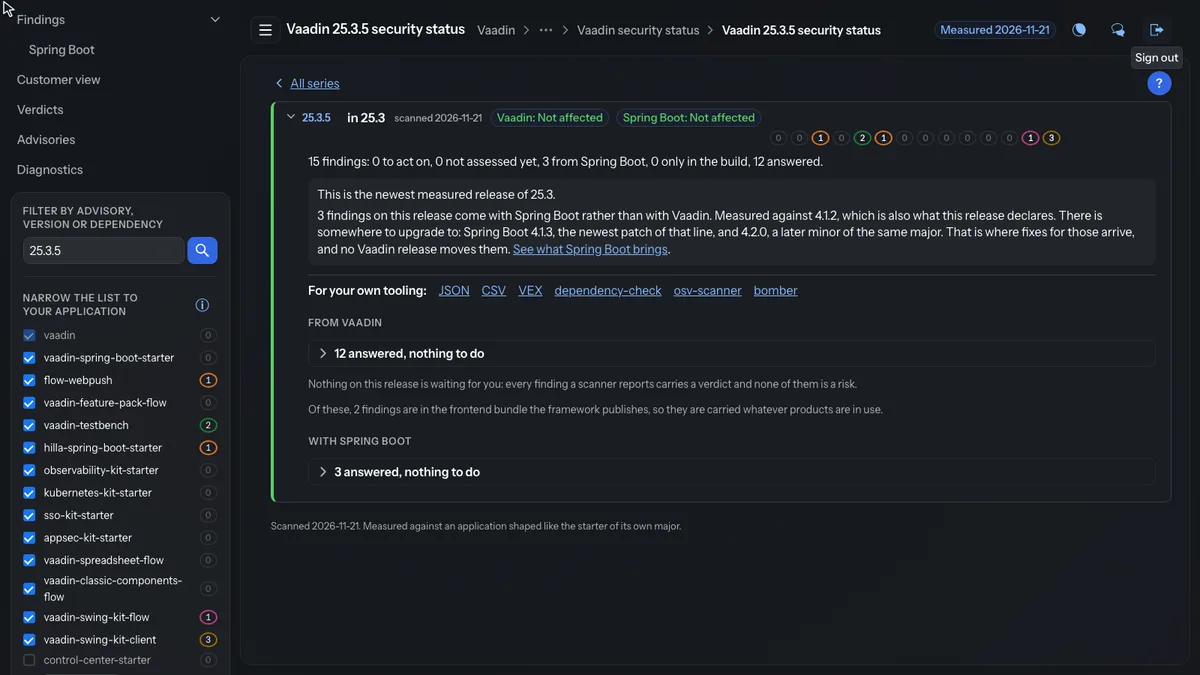 Findings
Spring Boot
Customer view
Verdicts
Advisories
Diagnostics
FILTER BY ADVISORY,
VERSION OR DEPENDENCY
25.3.5
NARROW THE LIST TO
YOUR APPLICATION
vaadin 0
vaadin-spring-boot-starter 0
flow-webpush 1
vaadin-feature-pack-flow 0
vaadin-testbench 2
hilla-spring-boot-starter 1
observability-kit-starter 0
kubernetes-kit-starter 0
sso-kit-starter 0
appsec-kit-starter 0
vaadin-spreadsheet-flow 0
vaadin-classic-components-
flow 0
vaadin-swing-kit-flow 1
vaadin-swing-kit-client 3
control-center-starter 0
Vaadin 25.3.5 security status
Vaadin > ··· > Vaadin security status > Vaadin 25.3.5 security status
Measured 2026-11-21
Sign out
?
All series
25.3.5 in 25.3 scanned 2026-11-21 Vaadin: Not affected Spring Boot: Not affected
0 0 1 0 2 1 0 0 0 0 0 0 1 3
15 findings: 0 to act on, 0 not assessed yet, 3 from Spring Boot, 0 only in the build, 12 answered.
This is the newest measured release of 25.3.
3 findings on this release come with Spring Boot rather than with Vaadin. Measured against 4.1.2, which is also what this release declares. There is
somewhere to upgrade to: Spring Boot 4.1.3, the newest patch of that line, and 4.2.0, a later minor of the same major. That is where fixes for those arrive,
and no Vaadin release moves them. See what Spring Boot brings.
For your own tooling: JSON CSV VEX dependency-check osv-scanner bomber
FROM VAADIN
12 answered, nothing to do
Nothing on this release is waiting for you: every finding a scanner reports carries a verdict and none of them is a risk.
Of these, 2 findings are in the frontend bundle the framework publishes, so they are carried whatever products are in use.
WITH SPRING BOOT
3 answered, nothing to do
Scanned 2026-11-21. Measured against an application shaped like the starter of its own major.